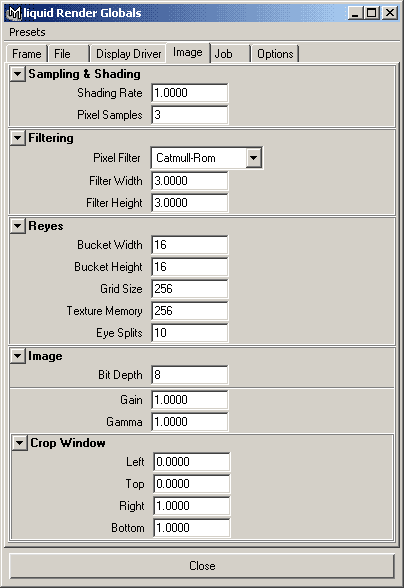 liquid Render Globals
Presets
Frame File Display Driver Image Job Options
Sampling & Shading
Shading Rate 1.0000
Pixel Samples 3
Filtering
Pixel Filter Catmull-Rom
Filter Width 3.0000
Filter Height 3.0000
Reyes
Bucket Width 16
Bucket Height 16
Grid Size 256
Texture Memory 256
Eye Splits 10
Image
Bit Depth 8
Gain 1.0000
Gamma 1.0000
Crop Window
Left 0.0000
Top 0.0000
Right 1.0000
Bottom 1.0000
Close